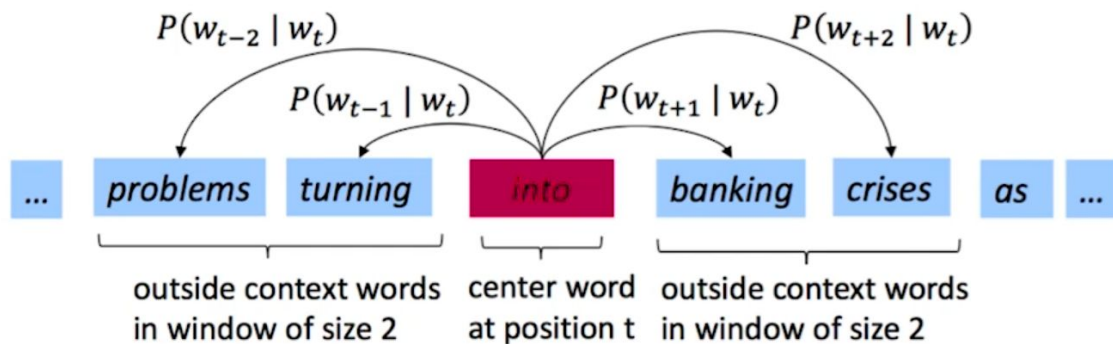 P(w_{t−2} | w_t) P(w_{t+2} | w_t)
P(w_{t−1} | w_t) P(w_{t+1} | w_t)
... problems turning into banking crises as ...
outside context words center word outside context words
in window of size 2 at position t in window of size 2